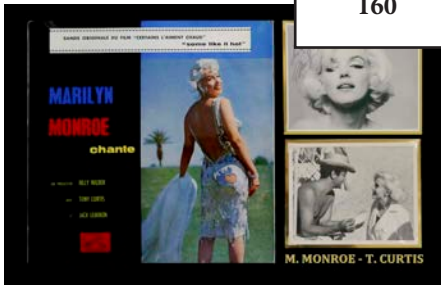 160
BANDE ORIGINALE DU FILM "CERTAINS L'AIMENT CHAUD"
"some like it hot"
MARILYN
MONROE
chante
BILLY WILDER
TONY CURTIS
JACK LEMMON
M. MONROE - T. CURTIS